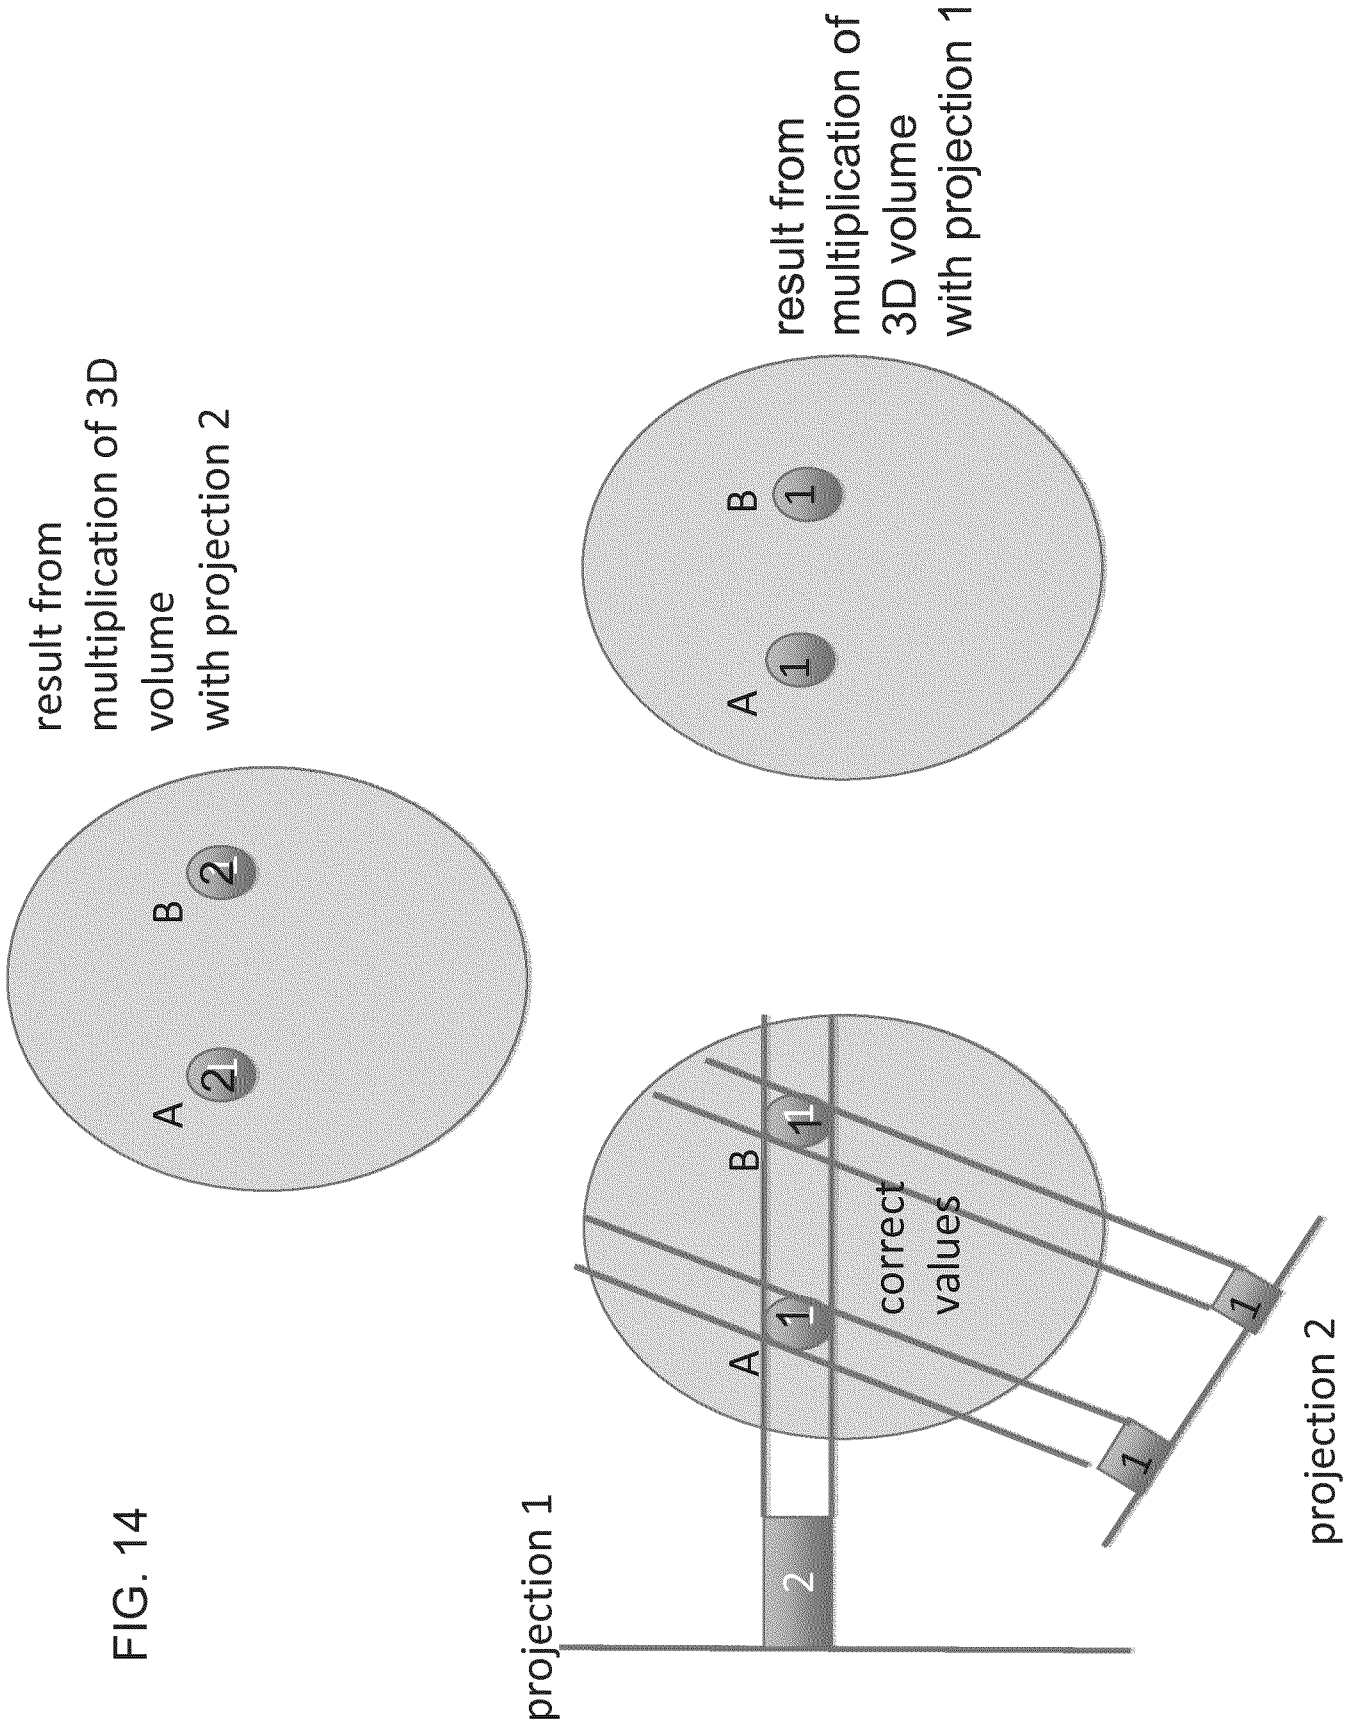 FIG. 14
result from
multiplication of 3D
volume
with projection 2
A
B
2
2
projection 1
2
A
B
1
1
correct
values
1
1
projection 2
A
B
1
1
result from
multiplication of
3D volume
with projection 1